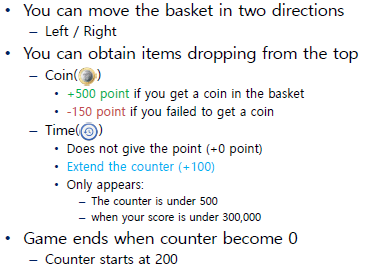 • You can move the basket in two directions
– Left / Right
• You can obtain items dropping from the top
– Coin( )
• +500 point if you get a coin in the basket
• -150 point if you failed to get a coin
– Time( )
• Does not give the point (+0 point)
• Extend the counter (+100)
• Only appears:
– The counter is under 500
– when your score is under 300,000
• Game ends when counter become 0
– Counter starts at 200